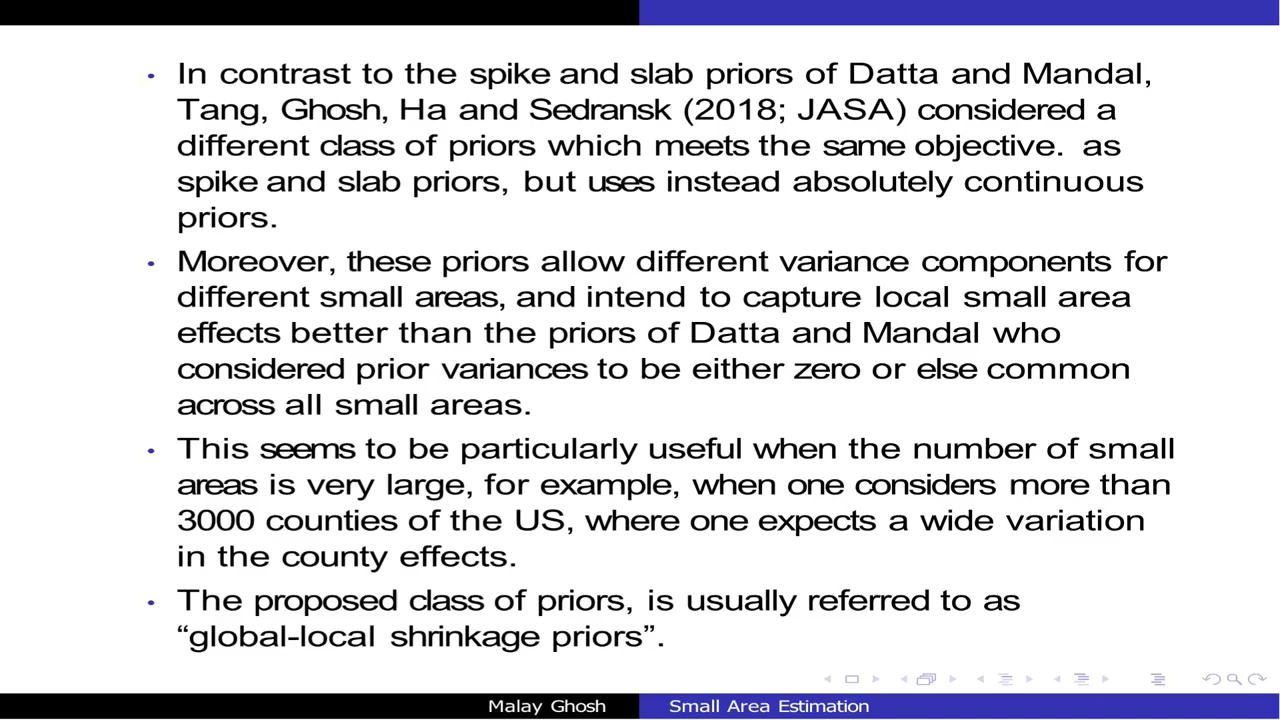 • In contrast to the spike and slab priors of Datta and Mandal,
Tang, Ghosh, Ha and Sedransk (2018; JASA) considered a
different class of priors which meets the same objective. as
spike and slab priors, but uses instead absolutely continuous
priors.
• Moreover, these priors allow different variance components for
different small areas, and intend to capture local small area
effects better than the priors of Datta and Mandal who
considered prior variances to be either zero or else common
across all small areas.
• This seems to be particularly useful when the number of small
areas is very large, for example, when one considers more than
3000 counties of the US, where one expects a wide variation
in the county effects.
• The proposed class of priors, is usually referred to as
“global-local shrinkage priors”.
Malay Ghosh
Small Area Estimation